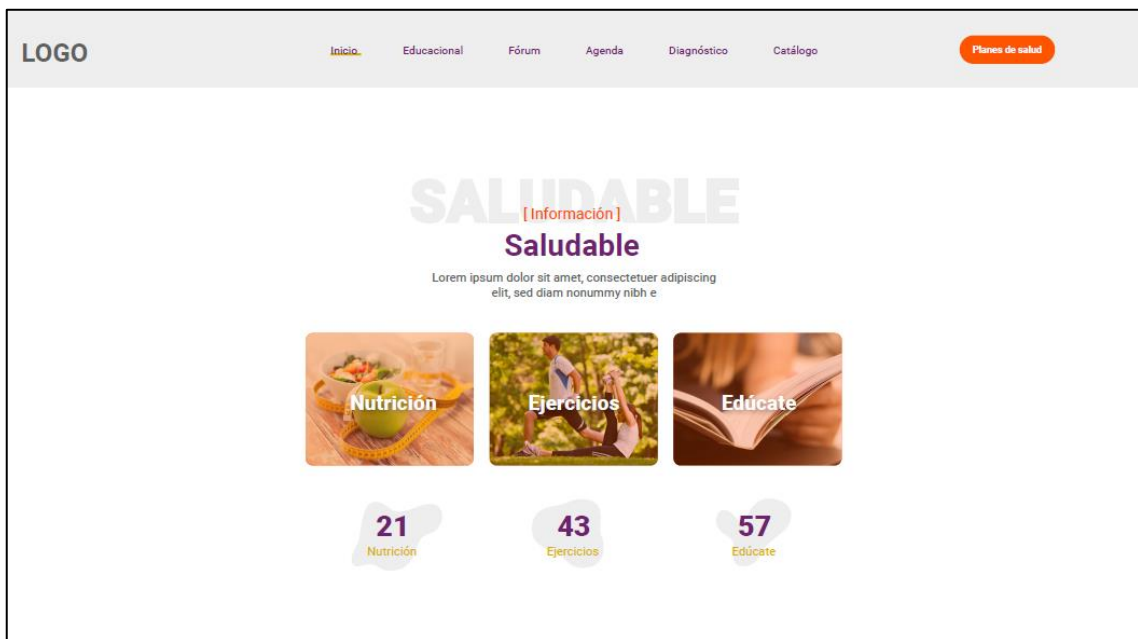 LOGO
Inicio
Educacional
Fórum
Agenda
Diagnóstico
Catálogo
Planes de salud
SALUDABLE
[ Información ]
Saludable
Lorem ipsum dolor sit amet, consectetuer adipiscing
elit, sed diam nonummy nibh e
Nutrición
Ejercicios
Edúcate
21
43
57
Nutrición
Ejercicios
Edúcate